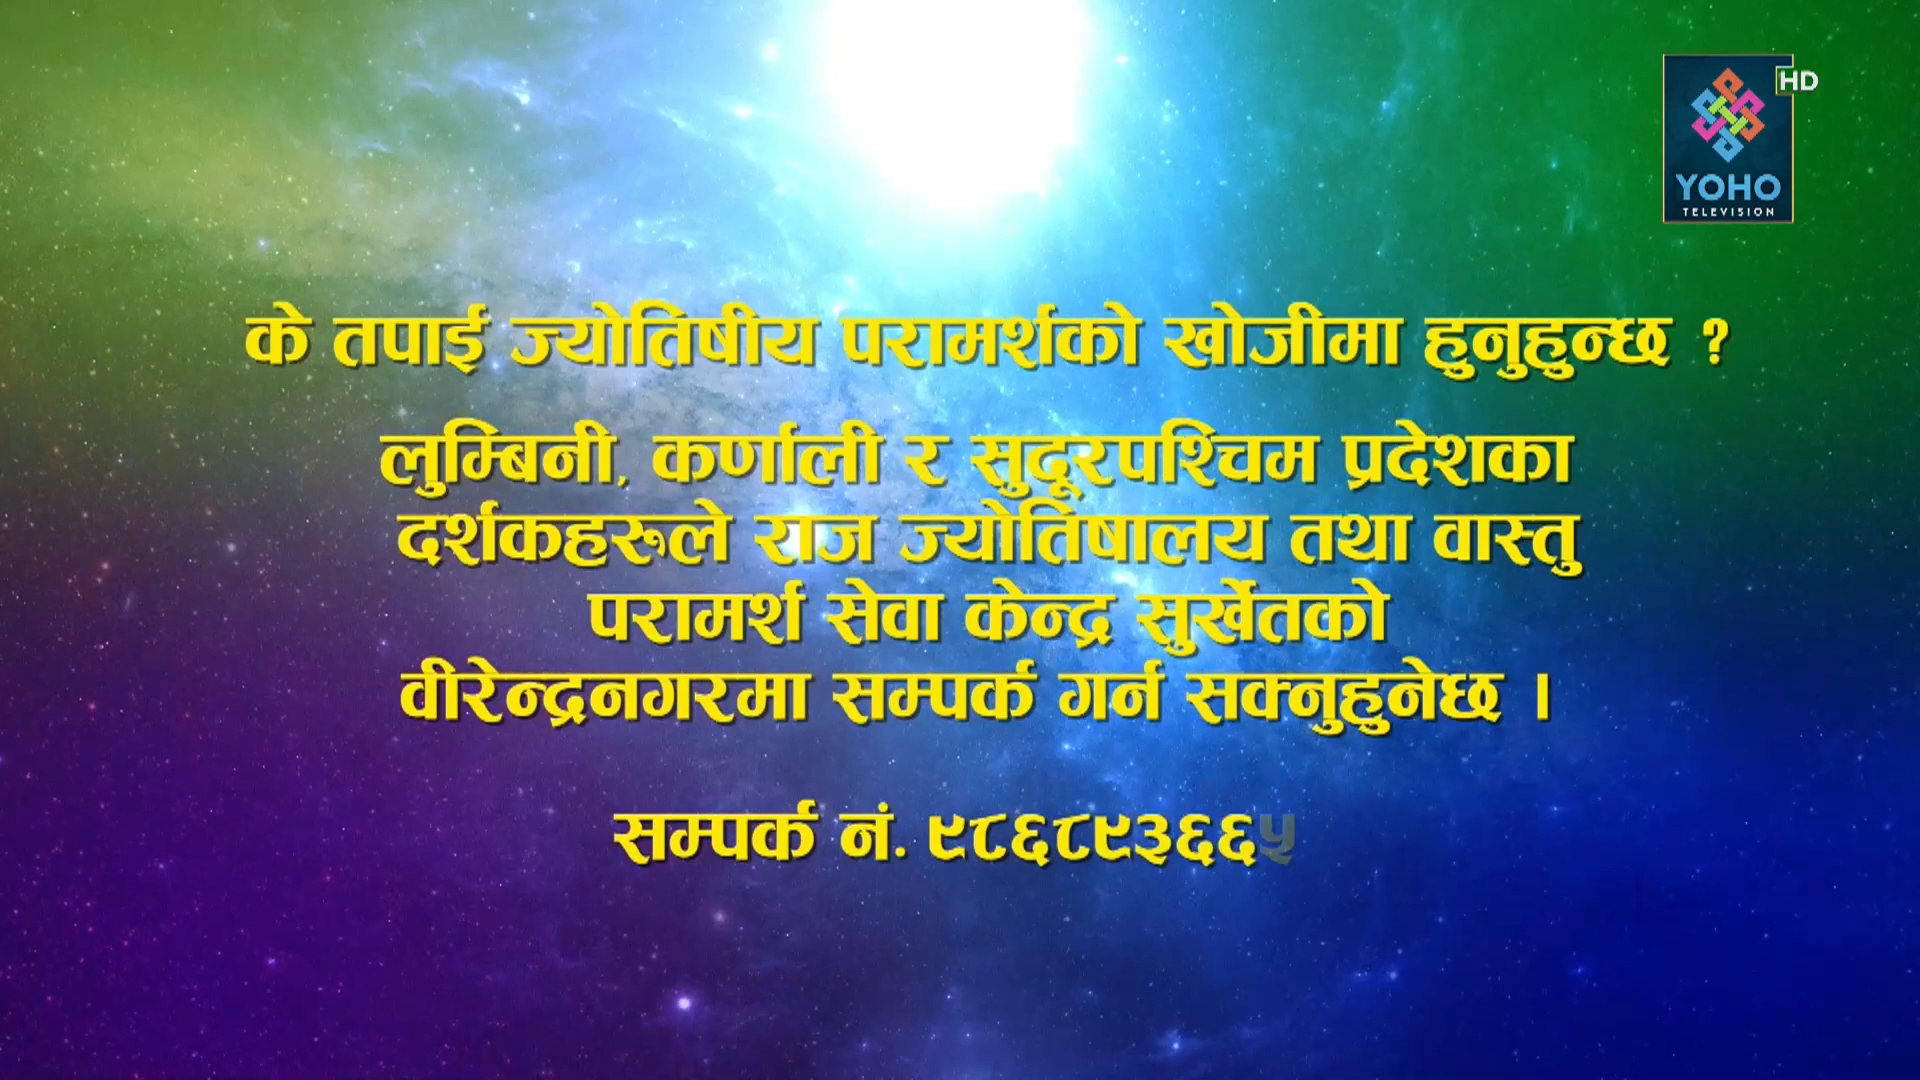 HD
YOHO
TELEVISION
के तपाई ज्योतिषीय परामर्शको खोजीमा हुनुहुन्छ ?
लुम्बिनी, कर्णाली र सुदूरपश्चिम प्रदेशका
दर्शकहरुले राज ज्योतिषालय तथा वास्तु
परामर्श सेवा केन्द्र सुर्खेतको
वीरेन्द्रनगरमा सम्पर्क गर्न सक्नुहुनेछ ।
सम्पर्क नं. ९८६८९३६६५